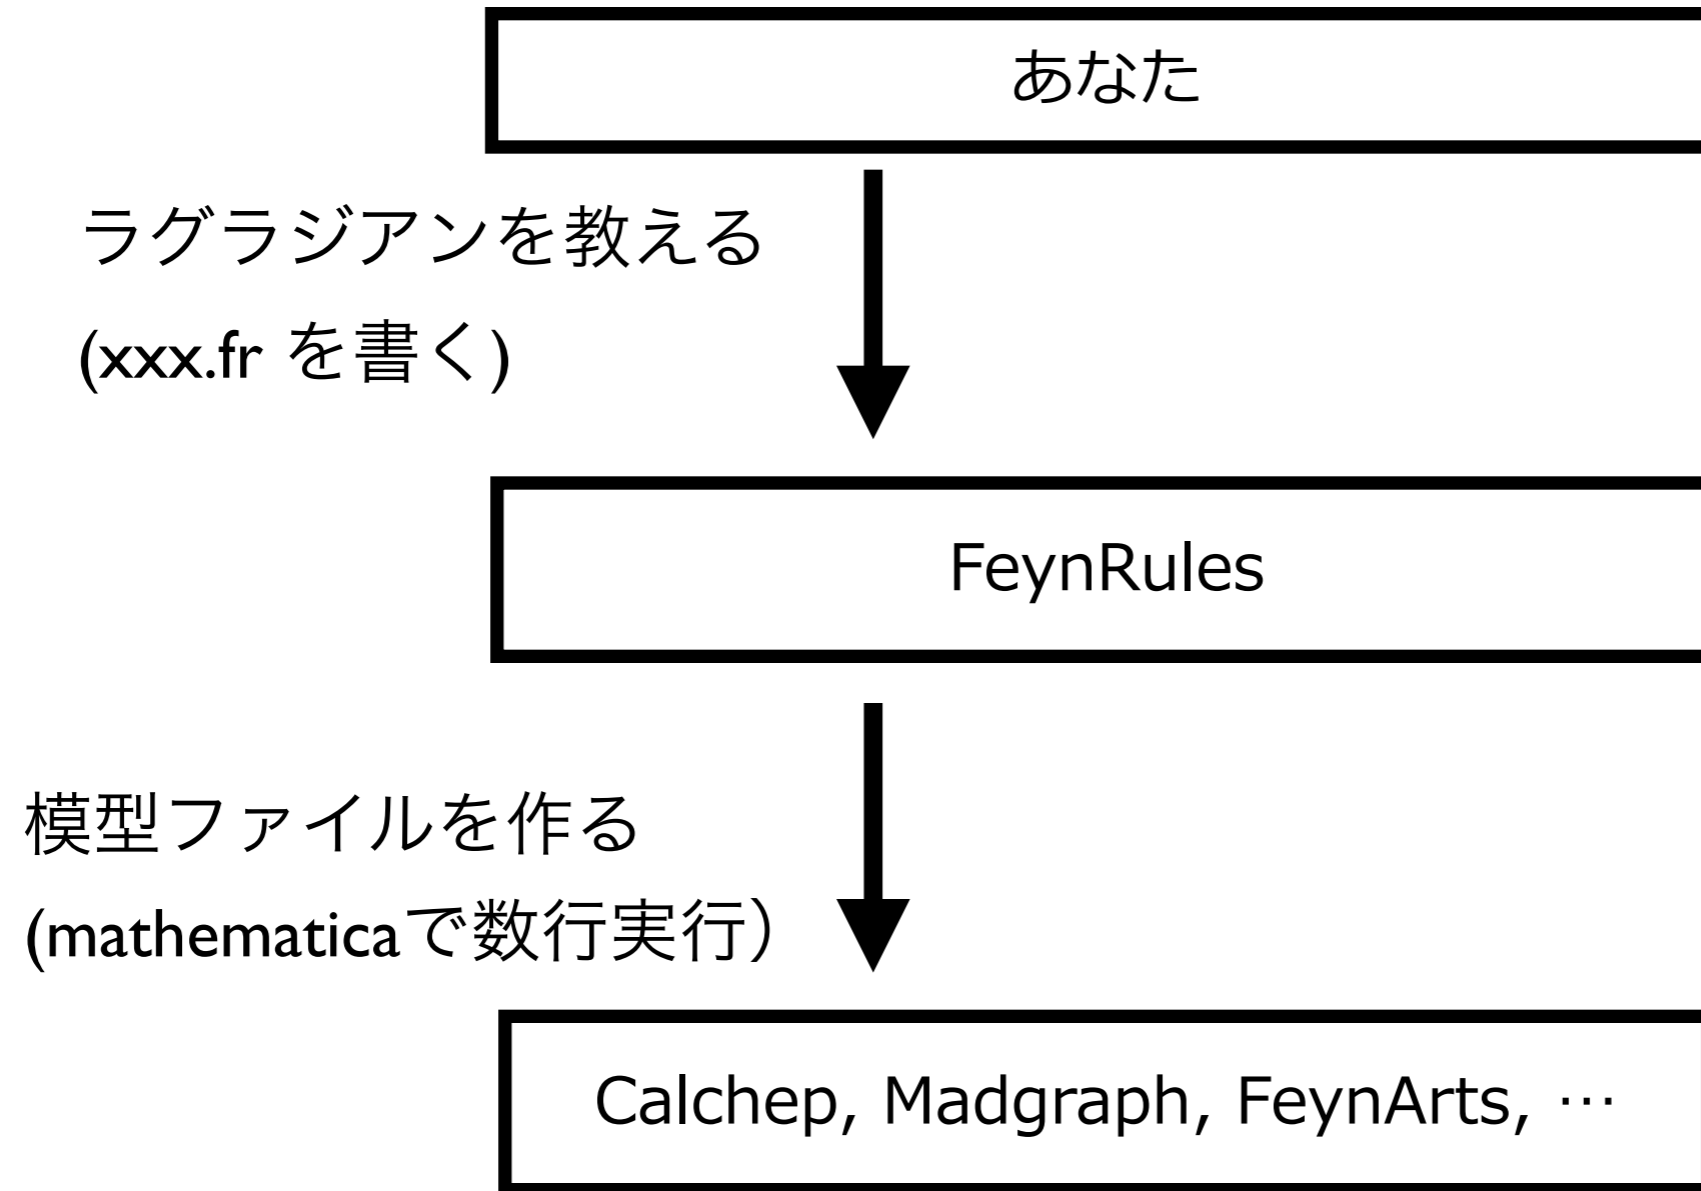 あなた
ラグラジアンを教える
(xxx.fr を書く)
FeynRules
模型ファイルを作る
(mathematicaで数行実行）
Calchep, Madgraph, FeynArts, …